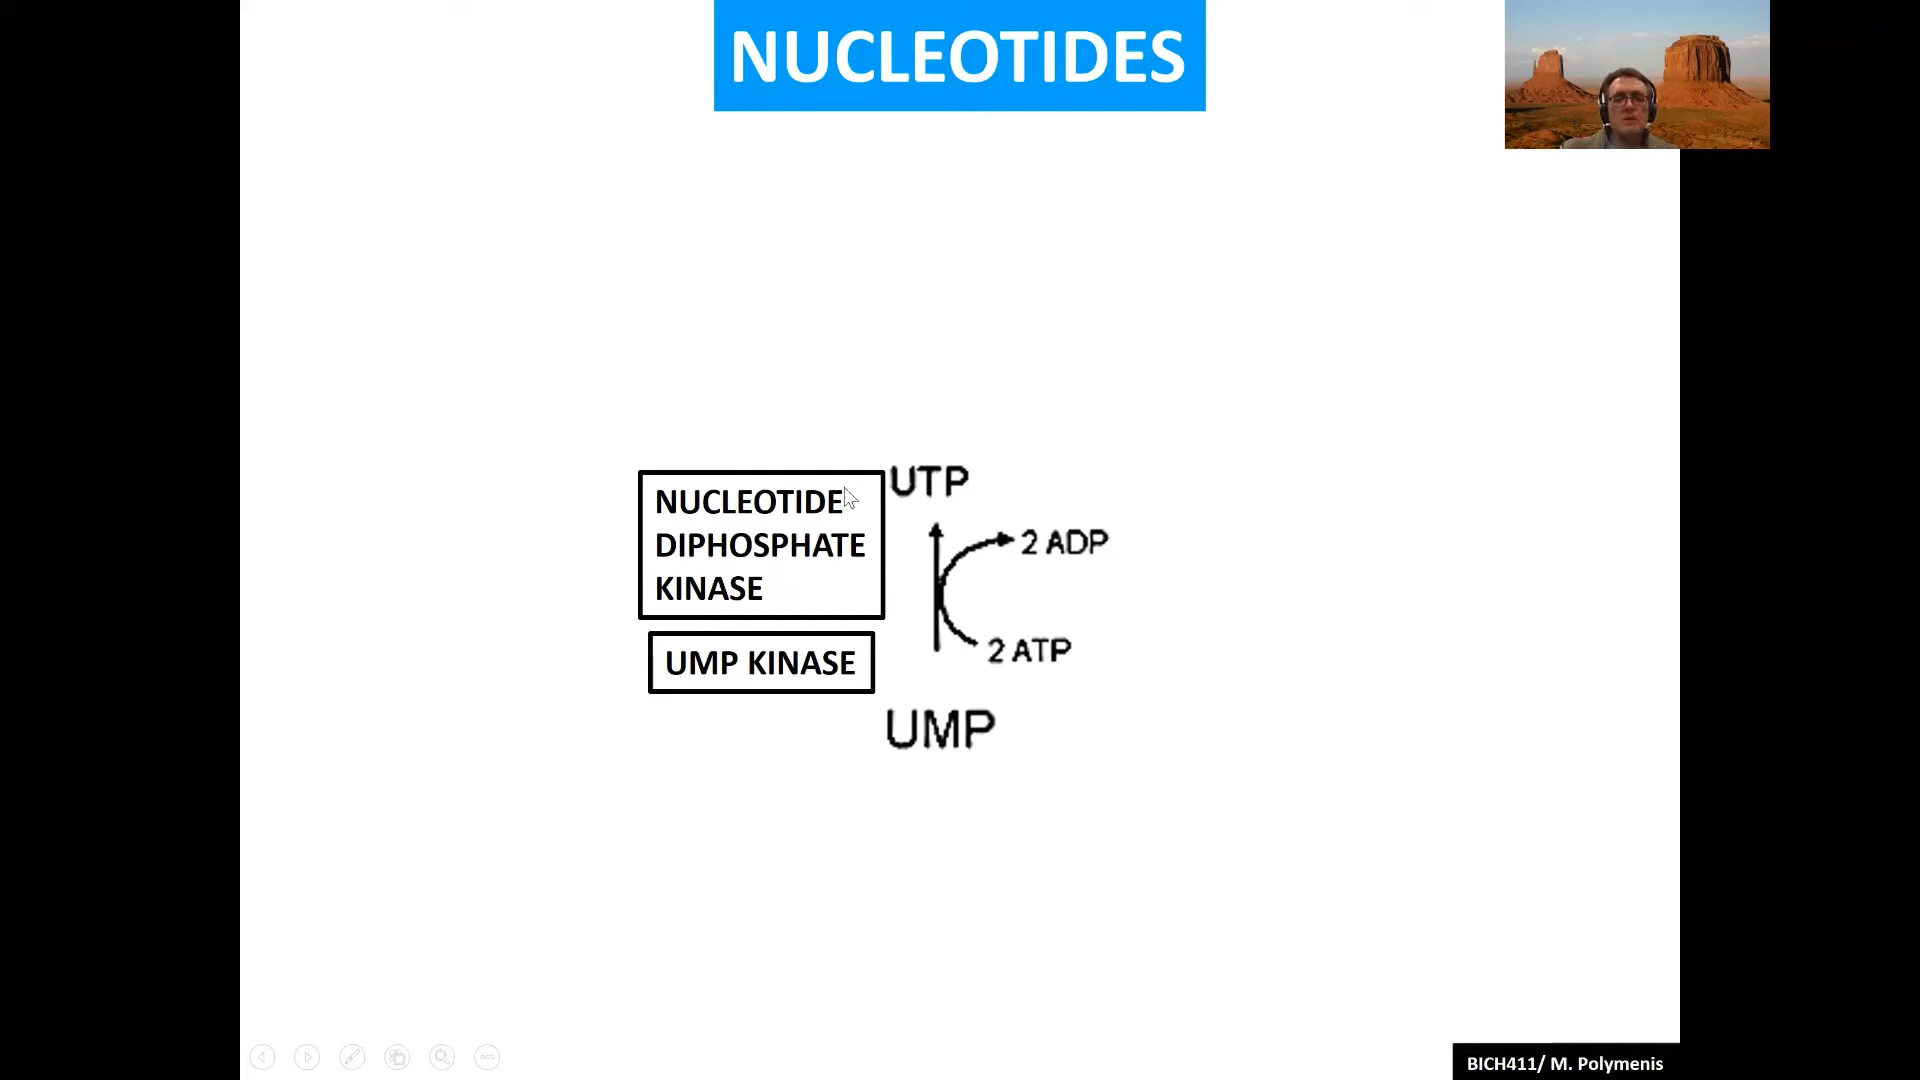 NUCLEOTIDES
NUCLEOTIDE
DIPHOSPHATE
KINASE
UMP KINASE
UTP
2 ADP
2 ATP
UMP
BICH411/ M. Polymenis